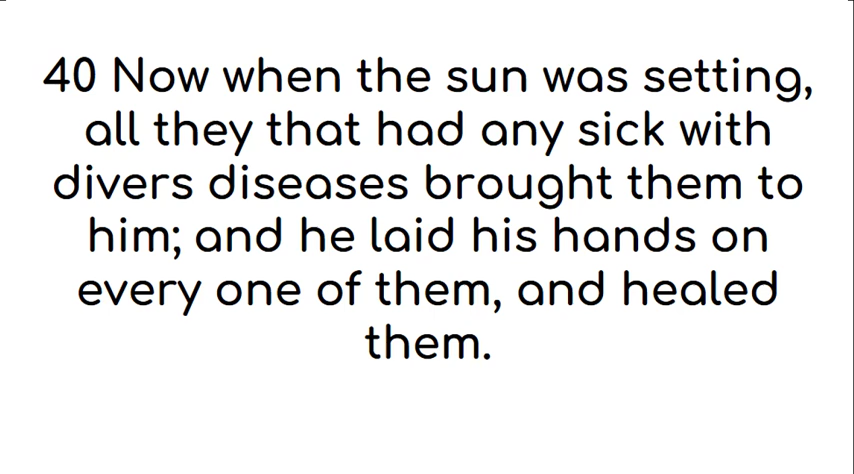 40 Now when the sun was setting,
all they that had any sick with
divers diseases brought them to
him; and he laid his hands on
every one of them, and healed
them.